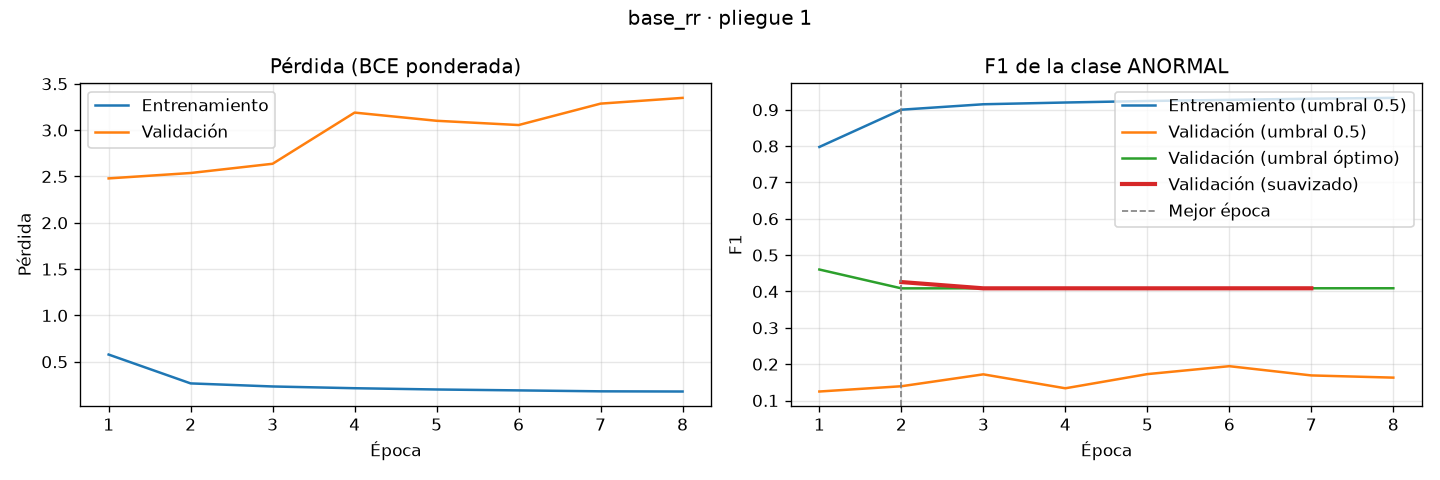 base_rr · pliegue 1
Pérdida (BCE ponderada)
3.5
3.0
2.5
2.0
1.5
1.0
0.5
Pérdida
Entrenamiento
Validación
1 2 3 4 5 6 7 8
Época
F1 de la clase ANORMAL
0.9
0.8
0.7
0.6
0.5
0.4
0.3
0.2
0.1
F1
Entrenamiento (umbral 0.5)
Validación (umbral 0.5)
Validación (umbral óptimo)
Validación (suavizado)
Mejor época
1 2 3 4 5 6 7 8
Época